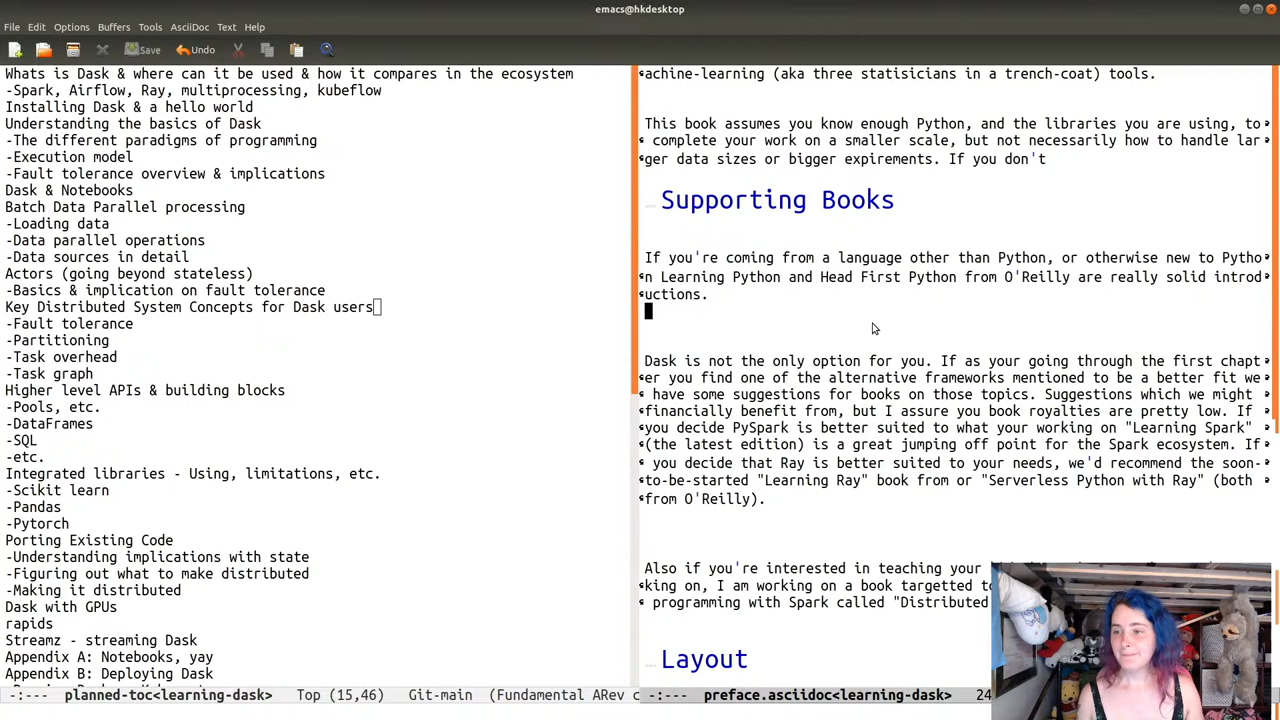 emacs@hkdesktop
File Edit Options Buffers Tools AsciiDoc Text Help
Save Undo
Whats is Dask & where can it be used & how it compares in the ecosystem
-Spark, Airflow, Ray, multiprocessing, kubeflow
Installing Dask & a hello world
Understanding the basics of Dask
-The different paradigms of programming
-Execution model
-Fault tolerance overview & implications
Dask & Notebooks
Batch Data Parallel processing
-Loading data
-Data parallel operations
-Data sources in detail
Actors (going beyond stateless)
-Basics & implication on fault tolerance
Key Distributed System Concepts for Dask users
-Fault tolerance
-Partitioning
-Task overhead
-Task graph
Higher level APIs & building blocks
-Pools, etc.
-DataFrames
-SQL
-etc.
Integrated libraries - Using, limitations, etc.
-Scikit learn
-Pandas
-Pytorch
Porting Existing Code
-Understanding implications with state
-Figuring out what to make distributed
-Making it distributed
Dask with GPUs
rapids
Streamz - streaming Dask
Appendix A: Notebooks, yay
Appendix B: Deploying Dask
-:--- planned-toc<learning-dask> Top (15,46) Git-main (Fundamental ARev c
achine-learning (aka three statisicians in a trench-coat) tools.
This book assumes you know enough Python, and the libraries you are using, to
complete your work on a smaller scale, but not necessarily how to handle lar
ger data sizes or bigger expirements. If you don't
Supporting Books
If you're coming from a language other than Python, or otherwise new to Pytho
n Learning Python and Head First Python from O'Reilly are really solid introd
uctions.
Dask is not the only option for you. If as your going through the first chapt
er you find one of the alternative frameworks mentioned to be a better fit we
have some suggestions for books on those topics. Suggestions which we might
financially benefit from, but I assure you book royalties are pretty low. If
you decide PySpark is better suited to what your working on "Learning Spark"
(the latest edition) is a great jumping off point for the Spark ecosystem. If
you decide that Ray is better suited to your needs, we'd recommend the soon-
to-be-started "Learning Ray" book from or "Serverless Python with Ray" (both
from O'Reilly).
Also if you're interested in teaching your
king on, I am working on a book targetted to
programming with Spark called "Distributed
Layout
-:--- preface.asciidoc<learning-dask> 24